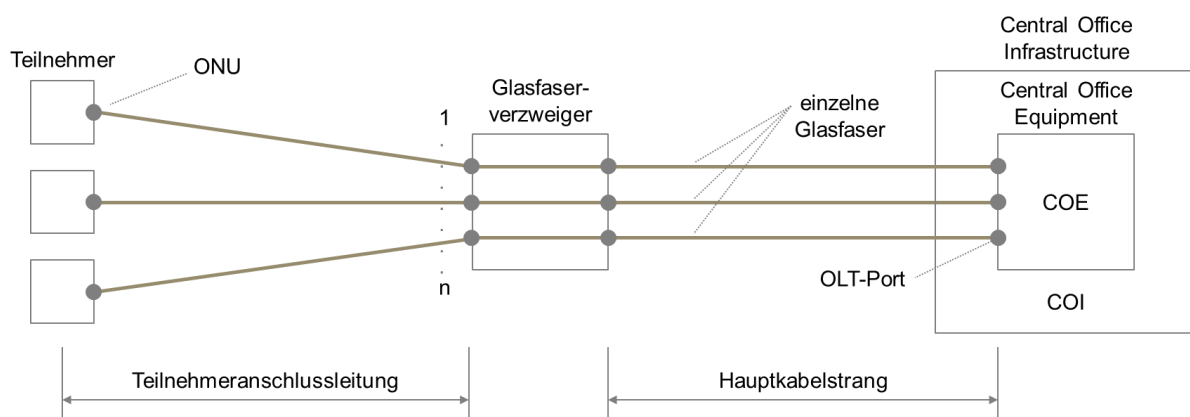 Central Office
Infrastructure
Teilnehmer
ONU
Glasfaser-
verzweiger
einzelne
Glasfaser
Central Office
Equipment
1
COE
n
OLT-Port
COI
Teilnehmeranschlussleitung
Hauptkabelstrang